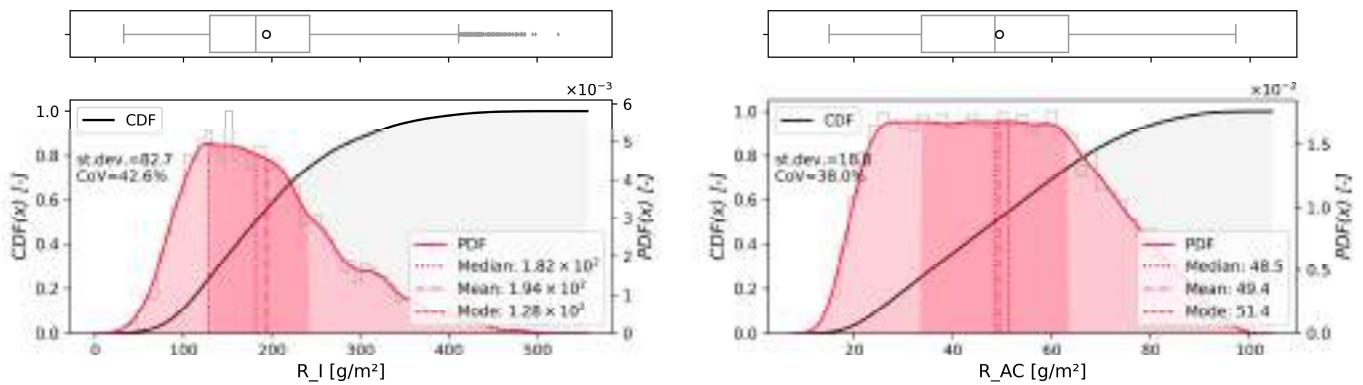 ×10⁻³
CDF
st.dev.=82.7
CoV=42.6%
PDF
Median: 1.82 × 10²
Mean: 1.94 × 10²
Mode: 1.28 × 10²
CDF(x) [-]
0.0
0.2
0.4
0.6
0.8
1.0
PDF(x) [-]
0
1
2
3
4
5
6
0 100 200 300 400 500
R_I [g/m²]
×10⁻²
CDF
st.dev.=18.8
CoV=38.0%
PDF
Median: 48.5
Mean: 49.4
Mode: 51.4
CDF(x) [-]
0.0
0.2
0.4
0.6
0.8
1.0
PDF(x) [-]
0.0
0.5
1.0
1.5
20 40 60 80 100
R_AC [g/m²]